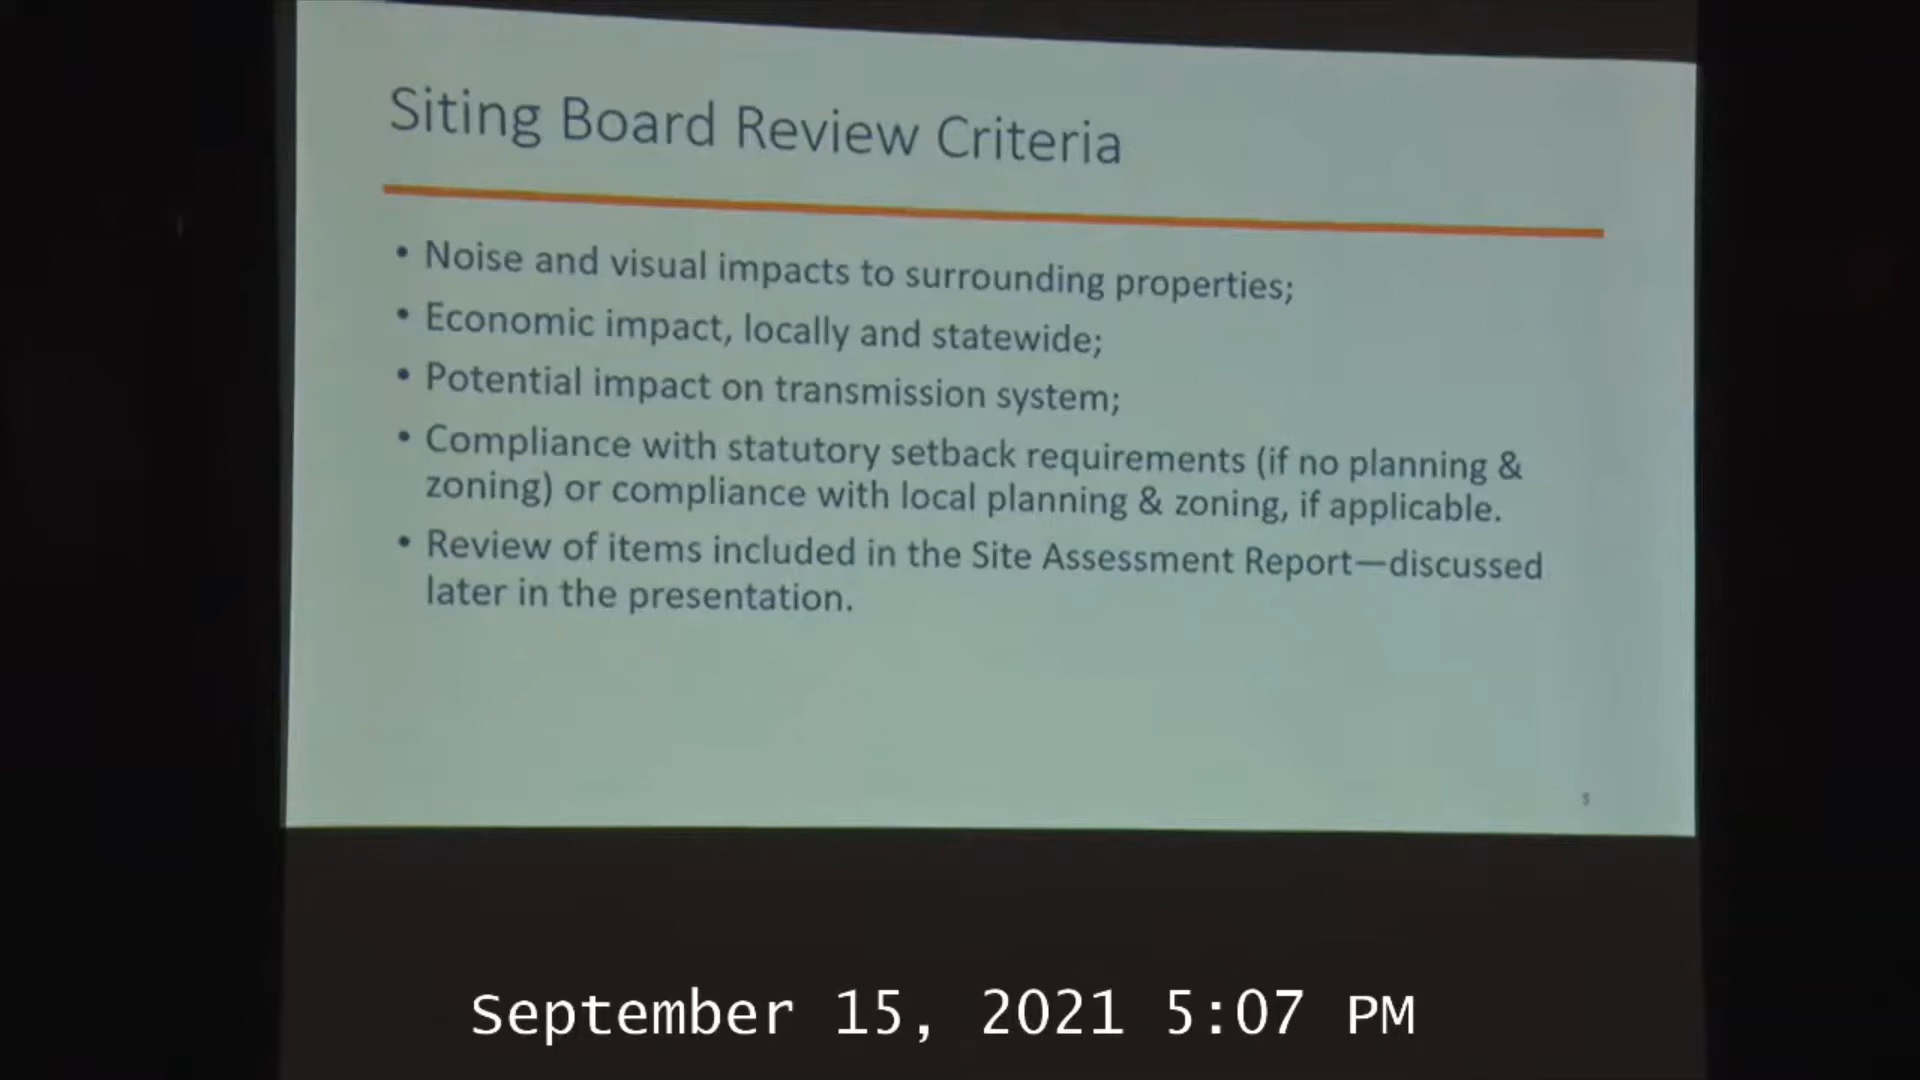 Siting Board Review Criteria
• Noise and visual impacts to surrounding properties;
• Economic impact, locally and statewide;
• Potential impact on transmission system;
• Compliance with statutory setback requirements (if no planning &
zoning) or compliance with local planning & zoning, if applicable.
• Review of items included in the Site Assessment Report—discussed
later in the presentation.
September 15, 2021 5:07 PM